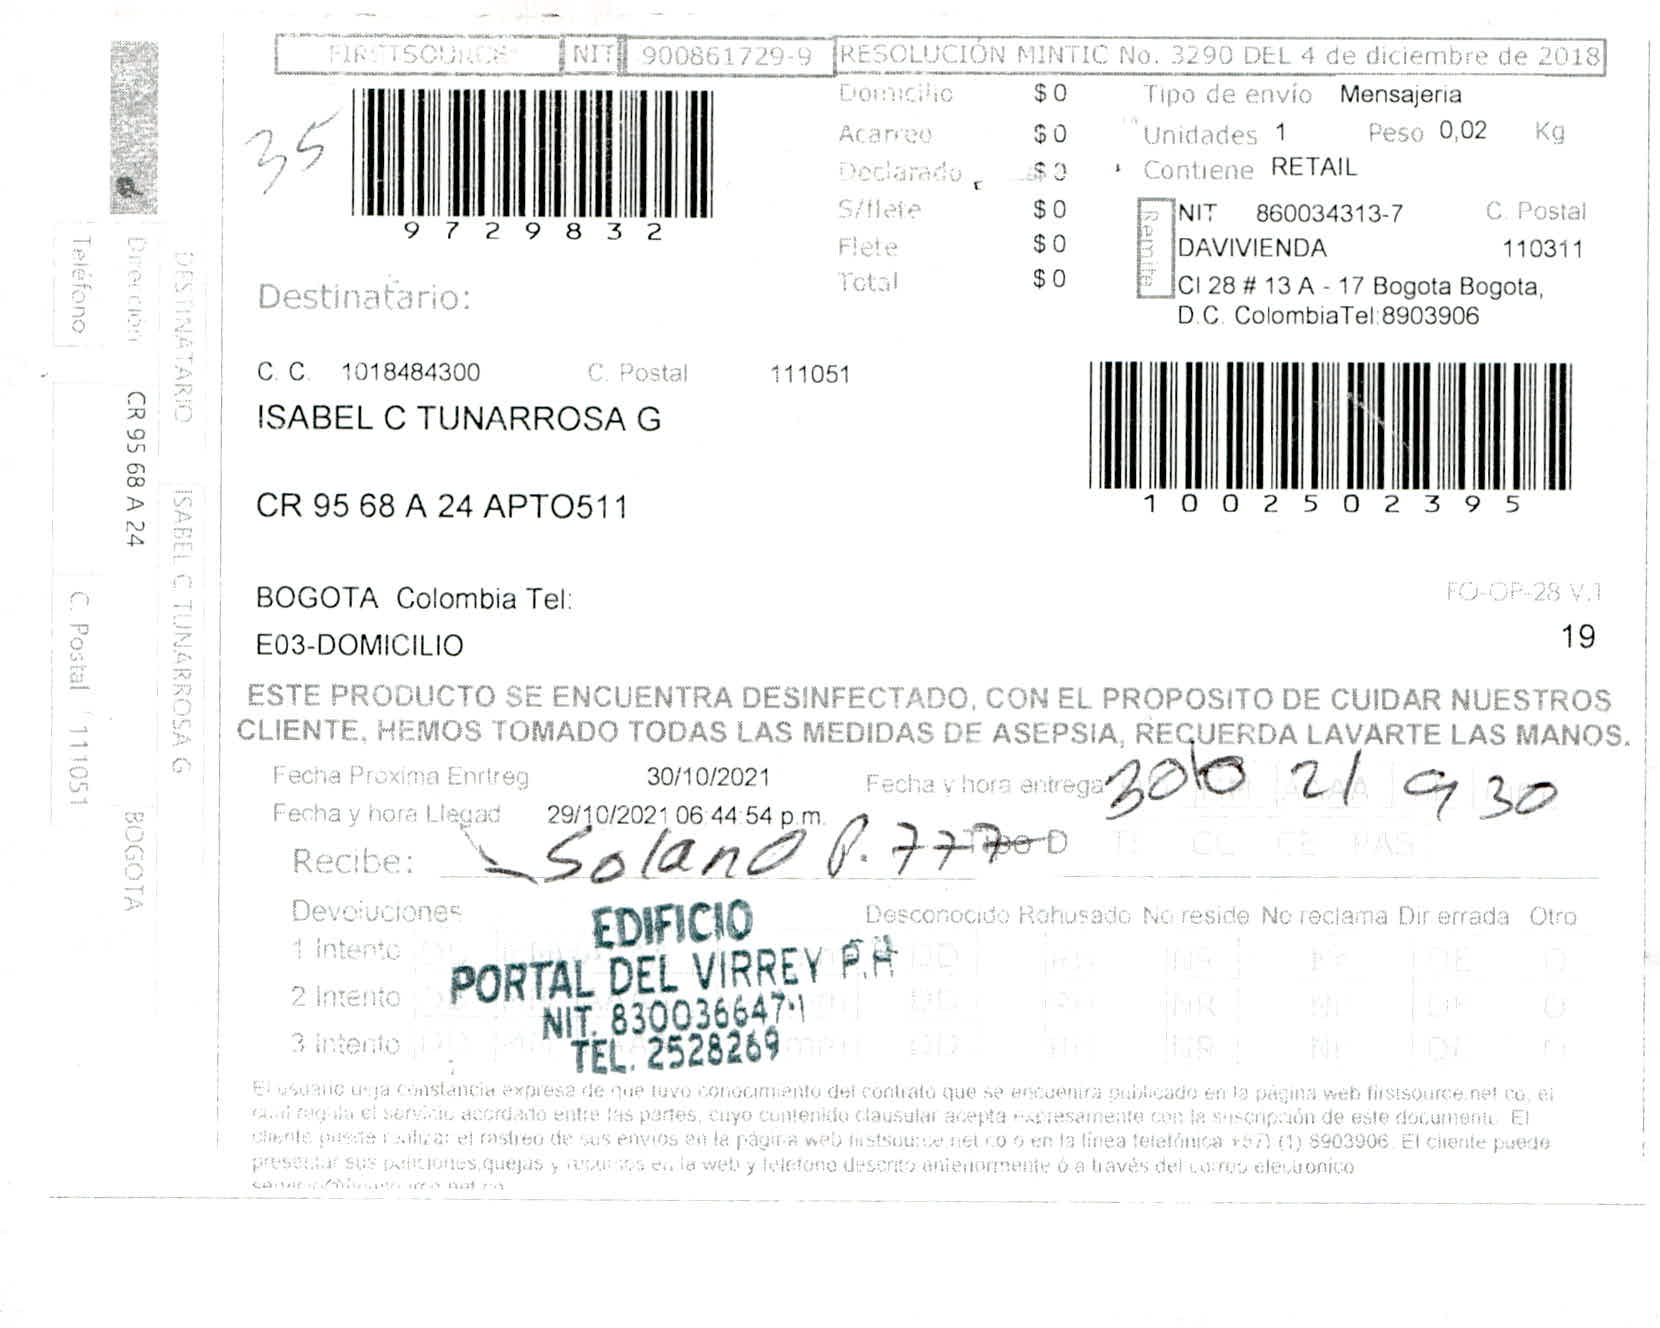 FIRSTSOURCE NIT 900861729-9 RESOLUCIÓN MINTIC No. 3290 DEL 4 de diciembre de 2018
35
9729832
Domicilio $ 0
Acarreo $ 0
Declarado $ 0
S/flete $ 0
Flete $ 0
Total $ 0
Tipo de envío Mensajeria
Unidades 1 Peso 0,02 Kg
Contiene RETAIL
Remite
NIT 860034313-7 C. Postal
DAVIVIENDA 110311
Cl 28 # 13 A - 17 Bogota Bogota,
D.C. ColombiaTel:8903906
Destinatario:
C. C. 1018484300 C. Postal 111051
ISABEL C TUNARROSA G
1002502395
CR 95 68 A 24 APTO511
BOGOTA Colombia Tel:
E03-DOMICILIO
FO-OP-28 V.1
19
ESTE PRODUCTO SE ENCUENTRA DESINFECTADO, CON EL PROPOSITO DE CUIDAR NUESTROS
CLIENTE. HEMOS TOMADO TODAS LAS MEDIDAS DE ASEPSIA, RECUERDA LAVARTE LAS MANOS.
Fecha Proxima Entreg 30/10/2021 Fecha y hora entrega 30 10 21 9 30
Fecha y hora Llegad 29/10/2021 06:44:54 p.m.
Recibe: Solano P. 777 Tipo D TI CC CE PAS
Devoluciones Desconocido Rehusado No reside No reclama Dir errada Otro
1 Intento
2 Intento
3 Intento
EDIFICIO
PORTAL DEL VIRREY P.H
NIT. 830036647-1
TEL. 2528269
El usuario deja constancia expresa de que tuvo conocimiento del contrato que se encuentra publicado en la página web firstsource.net.co, el
cual regula el servicio acordado entre las partes, cuyo contenido clausular acepta expresamente con la suscripción de este documento. El
cliente puede realizar el rastreo de sus envios en la página web firstsource.net.co o en la línea telefónica +57) (1) 8903906. El cliente puede
presentar sus peticiones,quejas y recursos en la web y telefono descrito anteriormente ó a través del correo electronico
DESTINATARIO ISABEL C TUNARROSA G
Dirección CR 95 68 A 24 BOGOTA
Teléfono C. Postal 111051